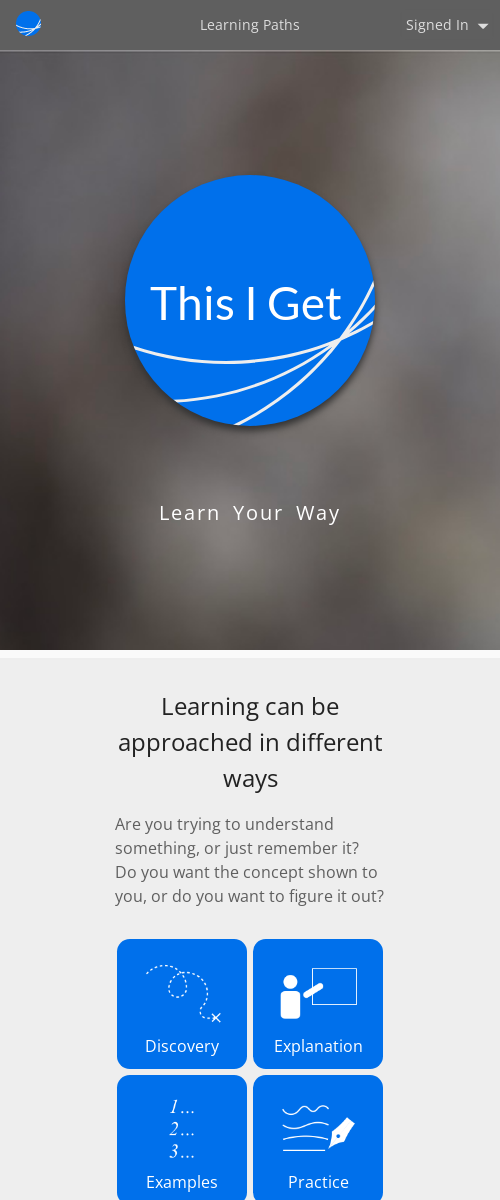 Learning Paths
Signed In
This I Get
Learn Your Way
Learning can be
approached in different
ways
Are you trying to understand
something, or just remember it?
Do you want the concept shown to
you, or do you want to figure it out?
Discovery
Explanation
1...
2...
3...
Examples
Practice